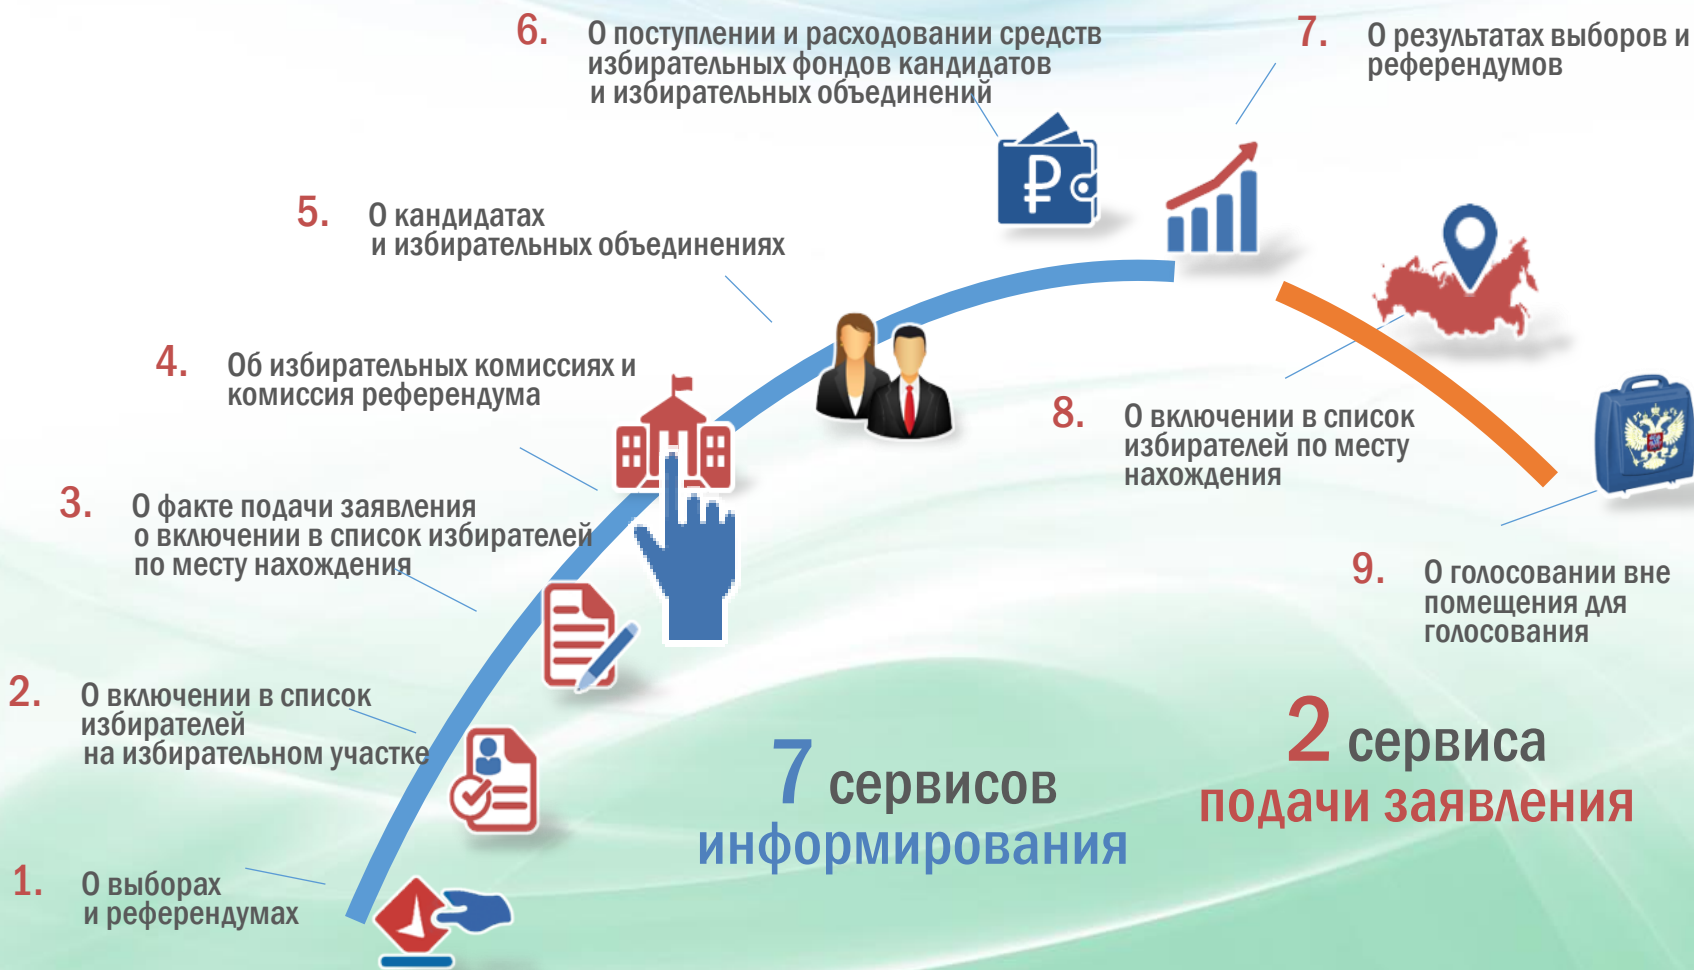 6. О поступлении и расходовании средств
избирательных фондов кандидатов
и избирательных объединений
7. О результатах выборов и
референдумов
5. О кандидатах
и избирательных объединениях
4. Об избирательных комиссиях и
комиссия референдума
8. О включении в список
избирателей по месту
нахождения
3. О факте подачи заявления
о включении в список избирателей
по месту нахождения
9. О голосовании вне
помещения для
голосования
2. О включении в список
избирателей
на избирательном участке
7 сервисов
информирования
2 сервиса
подачи заявления
1. О выборах
и референдумах